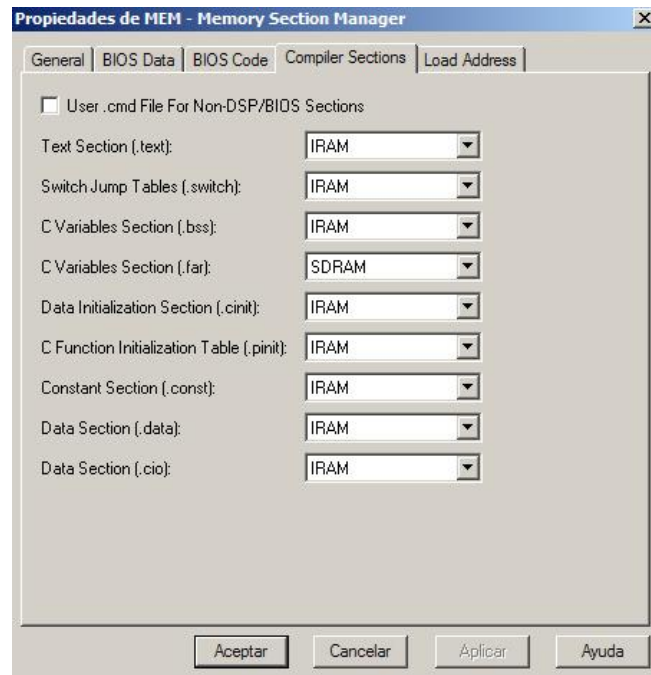 Propiedades de MEM - Memory Section Manager
General BIOS Data BIOS Code Compiler Sections Load Address
User .cmd File For Non-DSP/BIOS Sections
Text Section (.text): IRAM
Switch Jump Tables (.switch): IRAM
C Variables Section (.bss): IRAM
C Variables Section (.far): SDRAM
Data Initialization Section (.cinit): IRAM
C Function Initialization Table (.pinit): IRAM
Constant Section (.const): IRAM
Data Section (.data): IRAM
Data Section (.cio): IRAM
Aceptar Cancelar Aplicar Ayuda